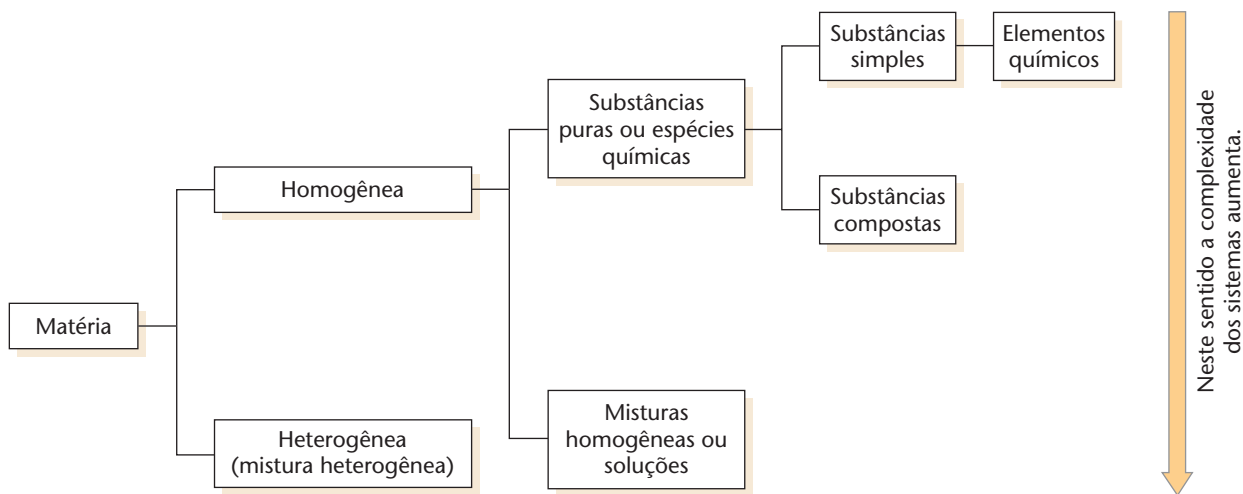 Substâncias
simples
Elementos
químicos
Substâncias
puras ou espécies
químicas
Homogênea
Substâncias
compostas
Matéria
Heterogênea
(mistura heterogênea)
Misturas
homogêneas ou
soluções
Neste sentido a complexidade
dos sistemas aumenta.